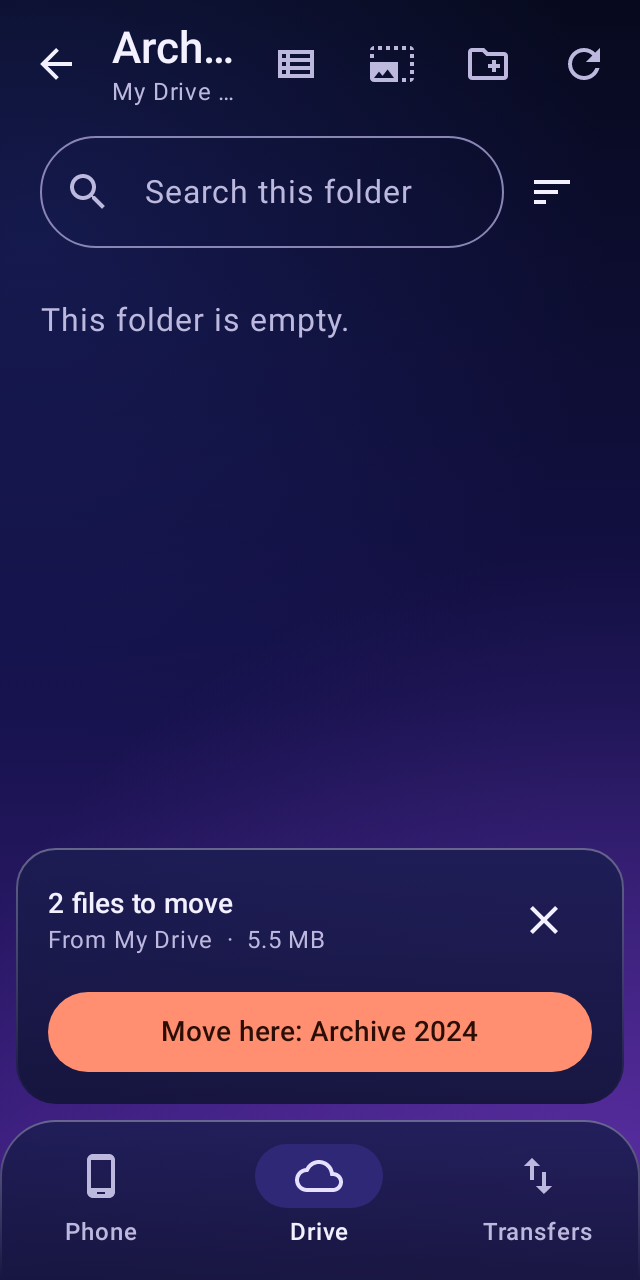 Arch…
My Drive …
Search this folder
This folder is empty.
2 files to move
From My Drive · 5.5 MB
Move here: Archive 2024
Phone
Drive
Transfers